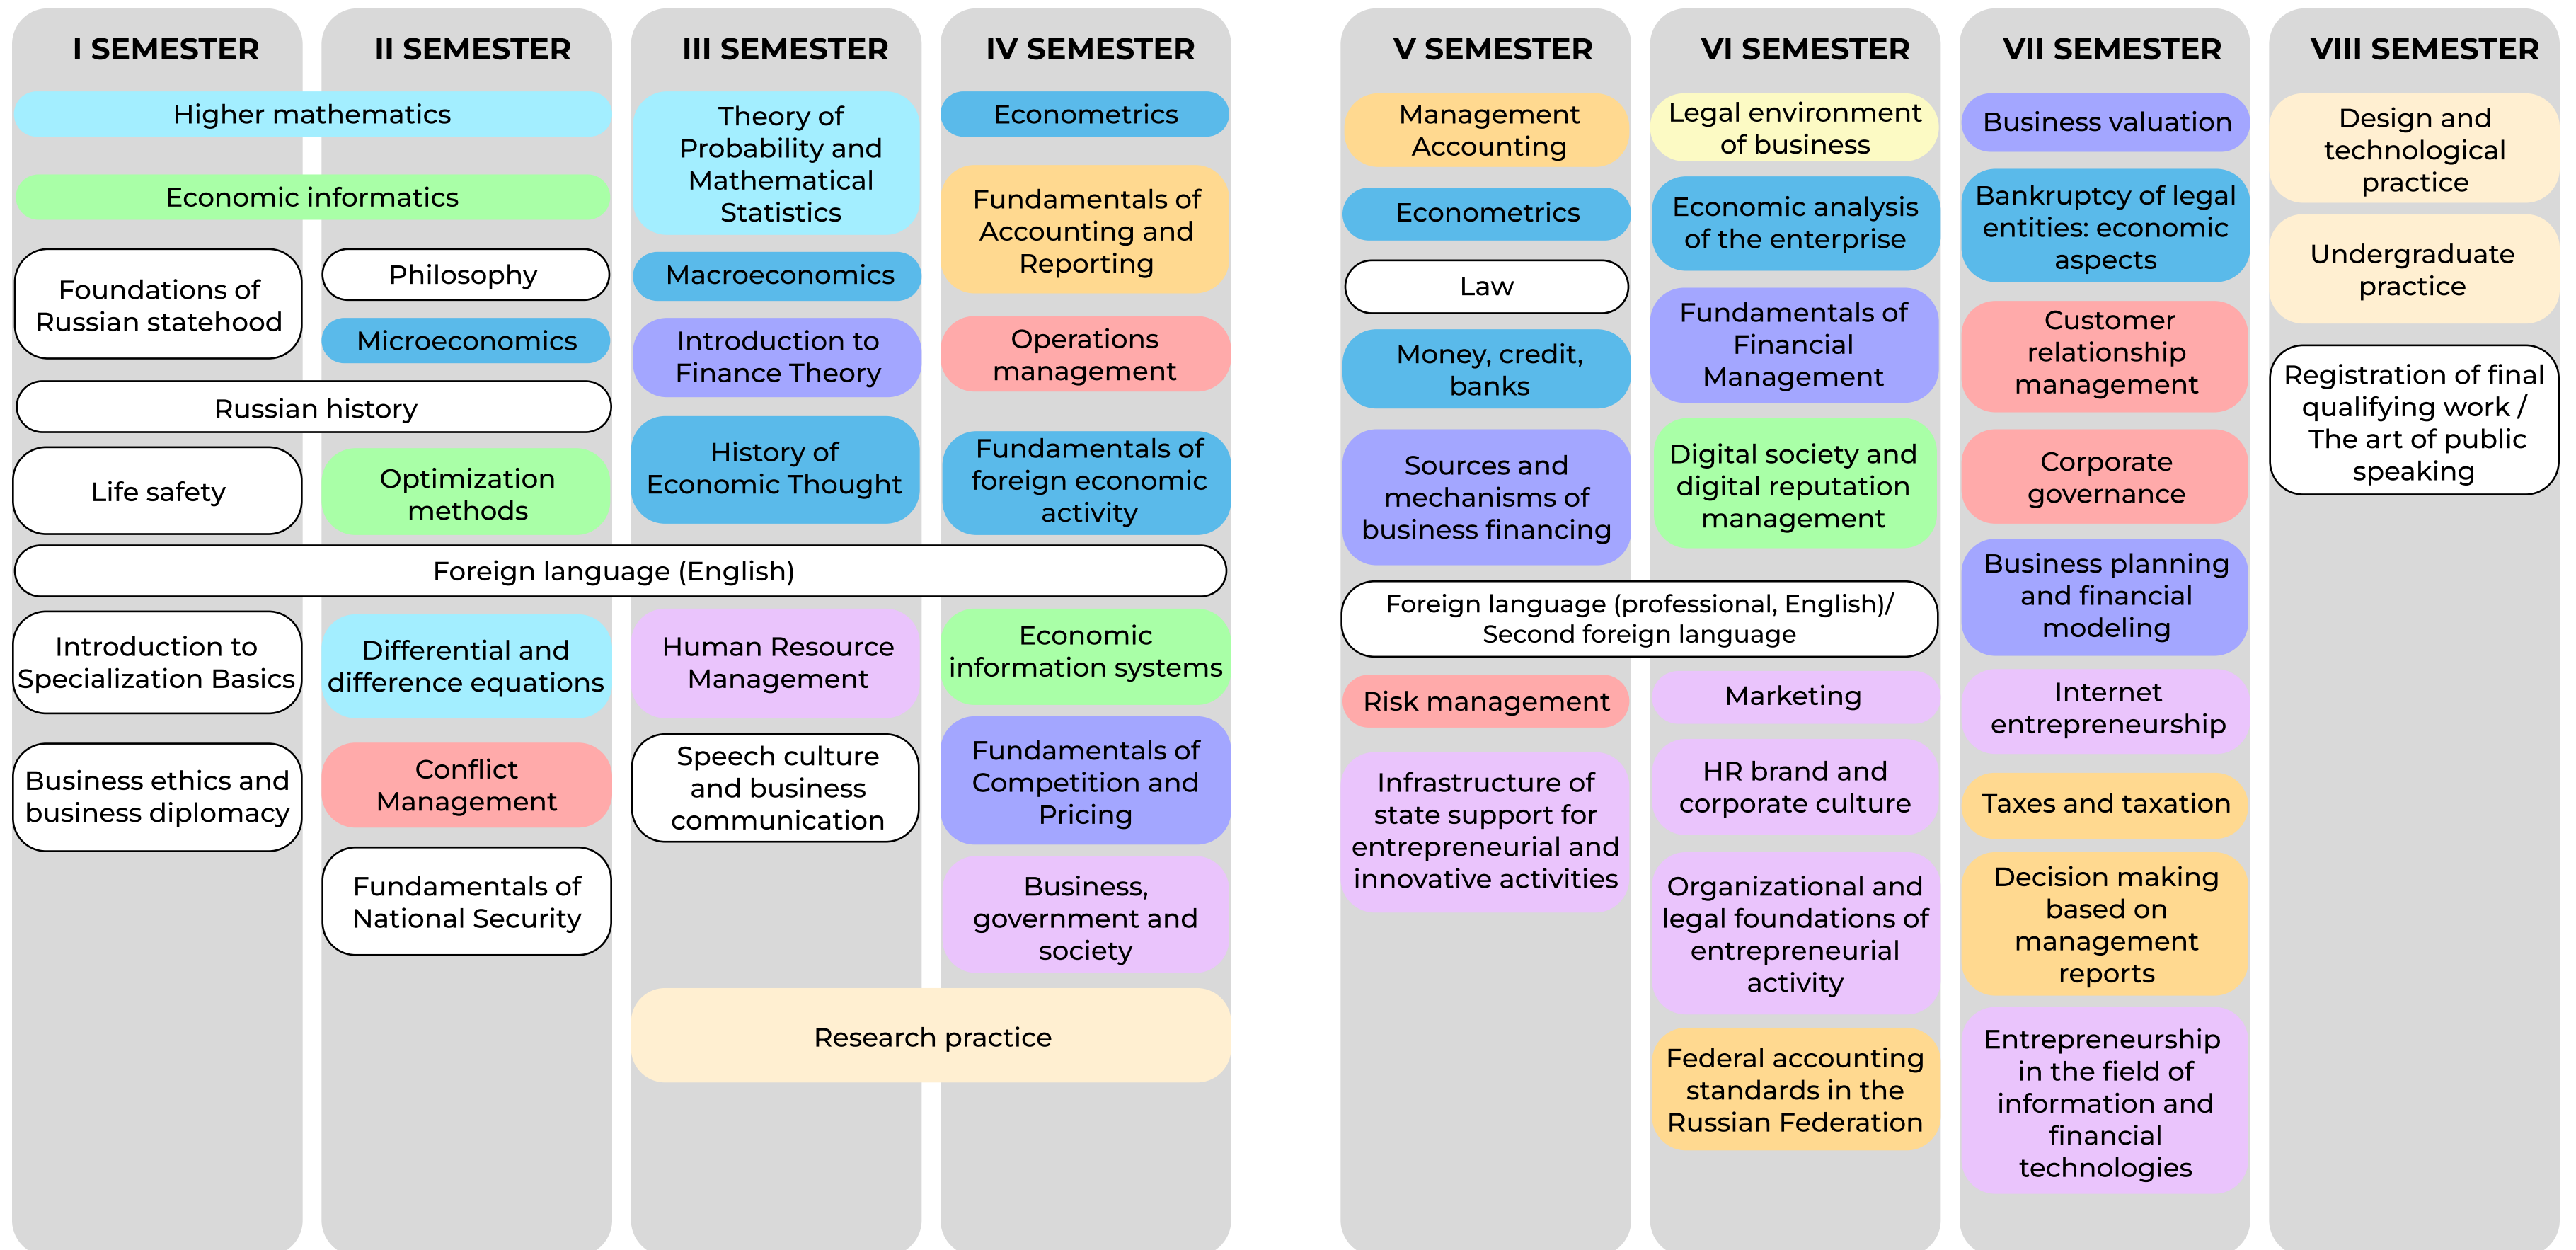 I SEMESTER
Higher mathematics
Economic informatics
Foundations of
Russian statehood
Russian history
Life safety
Foreign language (English)
Introduction to
Specialization Basics
Business ethics and
business diplomacy
II SEMESTER
Philosophy
Microeconomics
Optimization
methods
Differential and
difference equations
Conflict
Management
Fundamentals of
National Security
III SEMESTER
Theory of
Probability and
Mathematical
Statistics
Macroeconomics
Introduction to
Finance Theory
History of
Economic Thought
Human Resource
Management
Speech culture
and business
communication
Research practice
IV SEMESTER
Econometrics
Fundamentals of
Accounting and
Reporting
Operations
management
Fundamentals of
foreign economic
activity
Economic
information systems
Fundamentals of
Competition and
Pricing
Business,
government and
society
V SEMESTER
Management
Accounting
Econometrics
Law
Money, credit,
banks
Sources and
mechanisms of
business financing
Foreign language (professional, English)/
Second foreign language
Risk management
Infrastructure of
state support for
entrepreneurial and
innovative activities
VI SEMESTER
Legal environment
of business
Economic analysis
of the enterprise
Fundamentals of
Financial
Management
Digital society and
digital reputation
management
Marketing
HR brand and
corporate culture
Organizational and
legal foundations of
entrepreneurial
activity
Federal accounting
standards in the
Russian Federation
VII SEMESTER
Business valuation
Bankruptcy of legal
entities: economic
aspects
Customer
relationship
management
Corporate
governance
Business planning
and financial
modeling
Internet
entrepreneurship
Taxes and taxation
Decision making
based on
management
reports
Entrepreneurship
in the field of
information and
financial
technologies
VIII SEMESTER
Design and
technological
practice
Undergraduate
practice
Registration of final
qualifying work /
The art of public
speaking